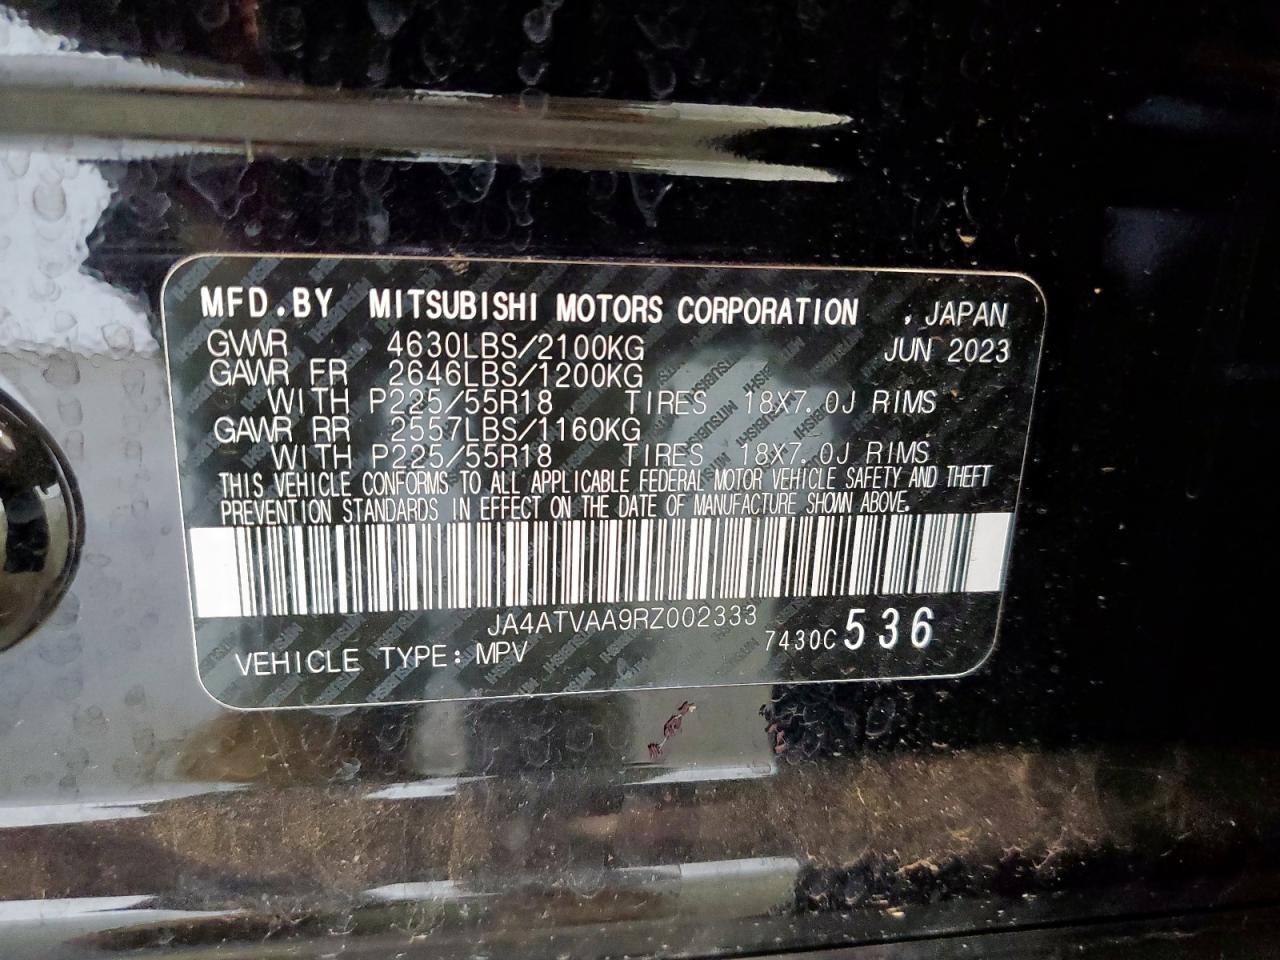 MFD.BY MITSUBISHI MOTORS CORPORATION , JAPAN
GVWR 4630LBS/2100KG JUN 2023
GAWR FR 2646LBS/1200KG
WITH P225/55R18 TIRES 18X7.0J RIMS
GAWR RR 2557LBS/1160KG
WITH P225/55R18 TIRES 18X7.0J RIMS
THIS VEHICLE CONFORMS TO ALL APPLICABLE FEDERAL MOTOR VEHICLE SAFETY AND THEFT
PREVENTION STANDARDS IN EFFECT ON THE DATE OF MANUFACTURE SHOWN ABOVE.
JA4ATVAA9RZ002333
VEHICLE TYPE: MPV 7430C 536